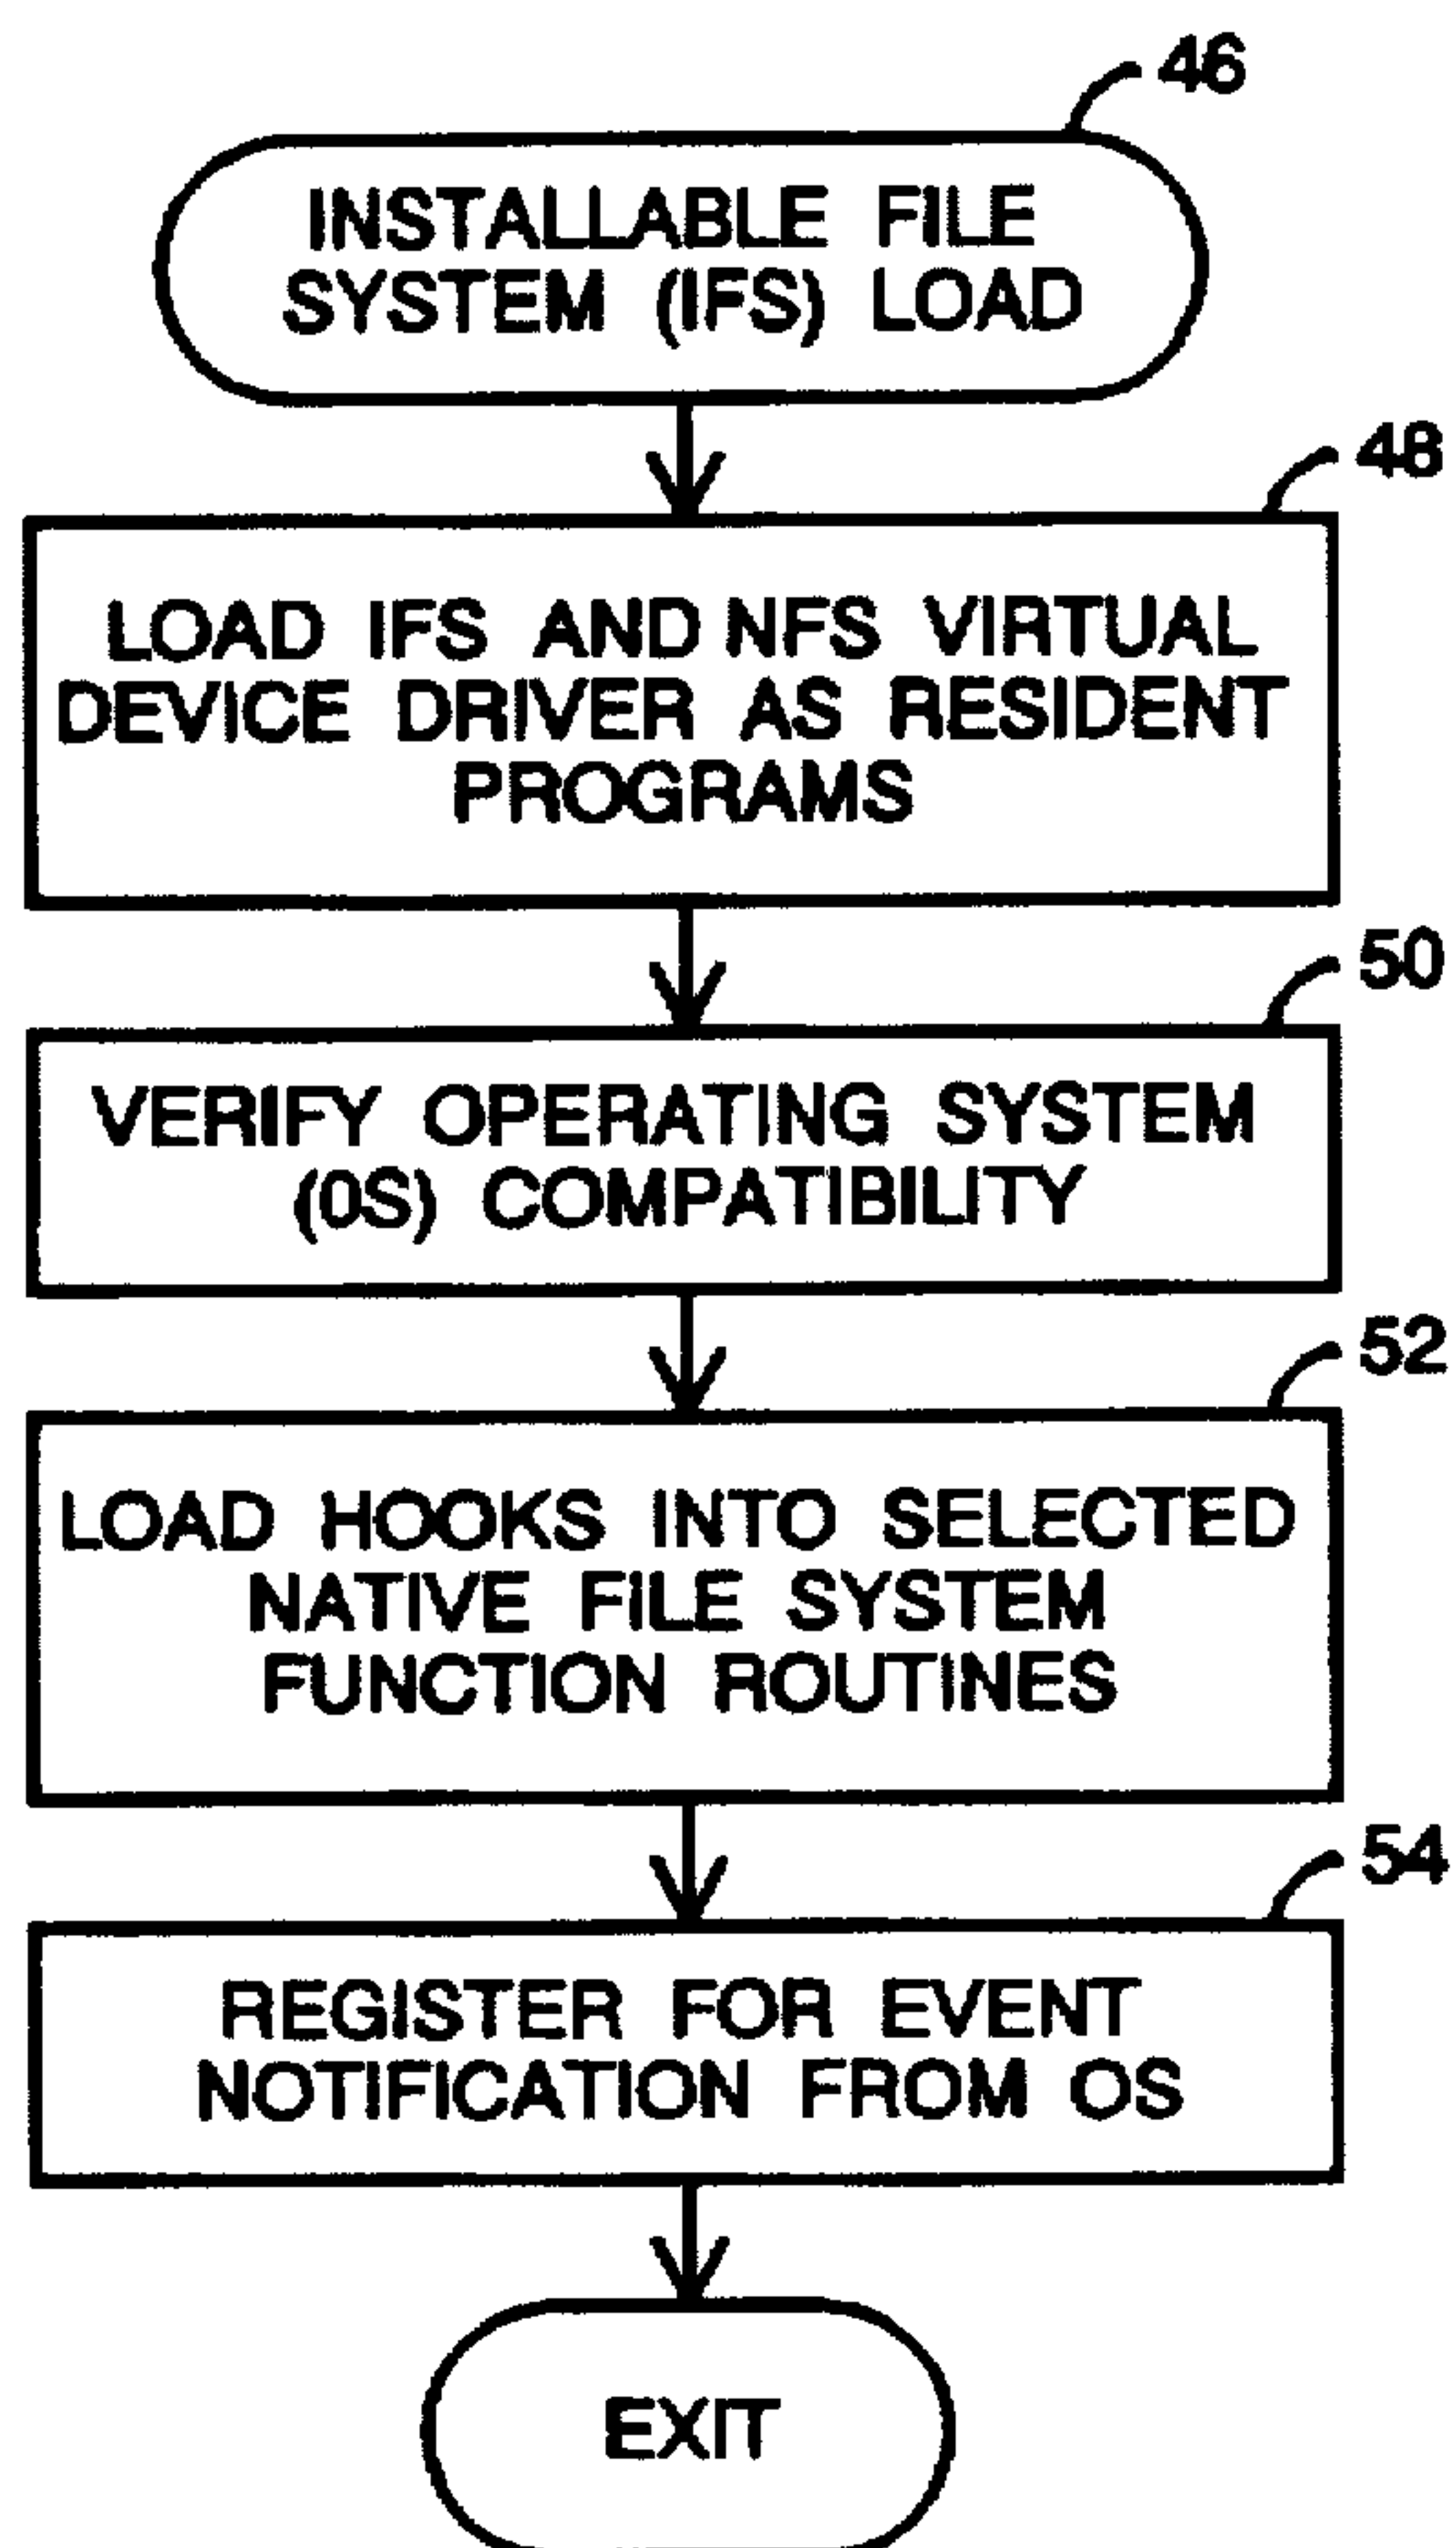 46
INSTALLABLE FILE
SYSTEM (IFS) LOAD
48
LOAD IFS AND NFS VIRTUAL
DEVICE DRIVER AS RESIDENT
PROGRAMS
50
VERIFY OPERATING SYSTEM
(0S) COMPATIBILITY
52
LOAD HOOKS INTO SELECTED
NATIVE FILE SYSTEM
FUNCTION ROUTINES
54
REGISTER FOR EVENT
NOTIFICATION FROM OS
EXIT